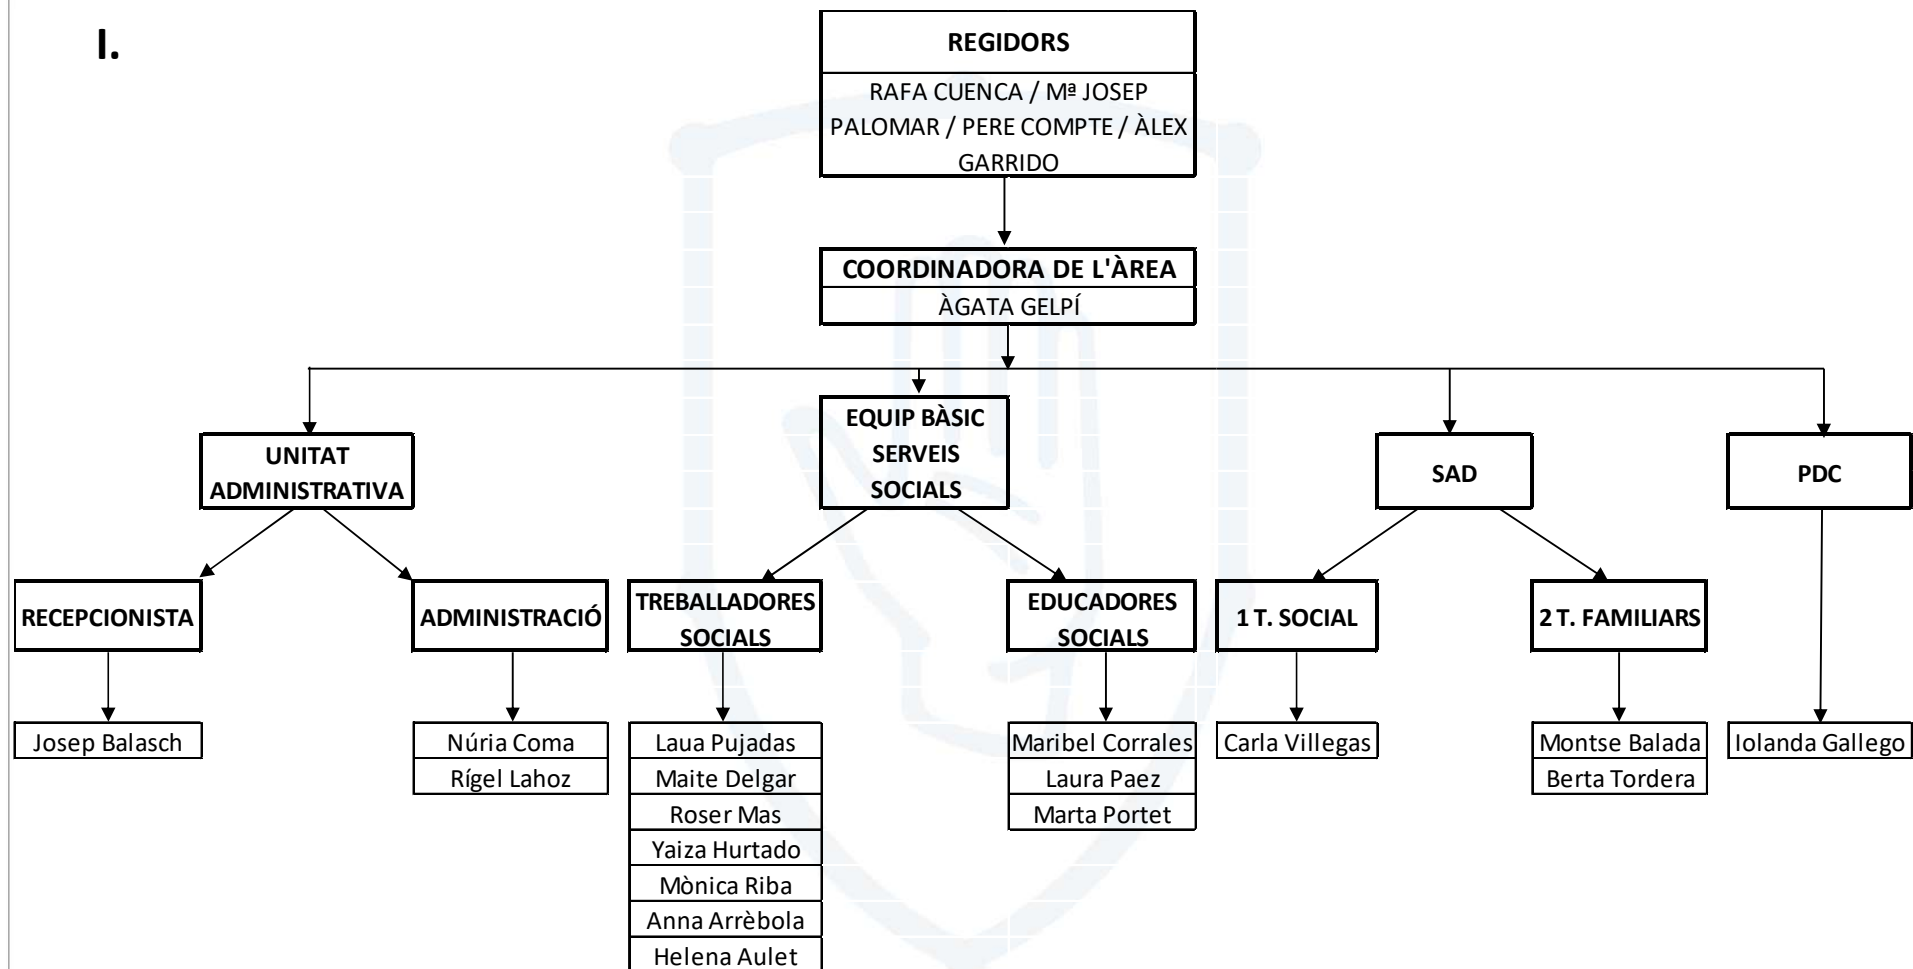 I.
REGIDORS
RAFA CUENCA / Mª JOSEP
PALOMAR / PERE COMPTE / ÀLEX
GARRIDO
COORDINADORA DE L'ÀREA
ÀGATA GELPÍ
UNITAT
ADMINISTRATIVA
EQUIP BÀSIC
SERVEIS
SOCIALS
SAD
PDC
RECEPCIONISTA
ADMINISTRACIÓ
TREBALLADORES
SOCIALS
EDUCADORES
SOCIALS
1 T. SOCIAL
2 T. FAMILIARS
Josep Balasch
Núria Coma
Rígel Lahoz
Laua Pujadas
Maite Delgar
Roser Mas
Yaiza Hurtado
Mònica Riba
Anna Arrèbola
Helena Aulet
Maribel Corrales
Laura Paez
Marta Portet
Carla Villegas
Montse Balada
Berta Tordera
Iolanda Gallego